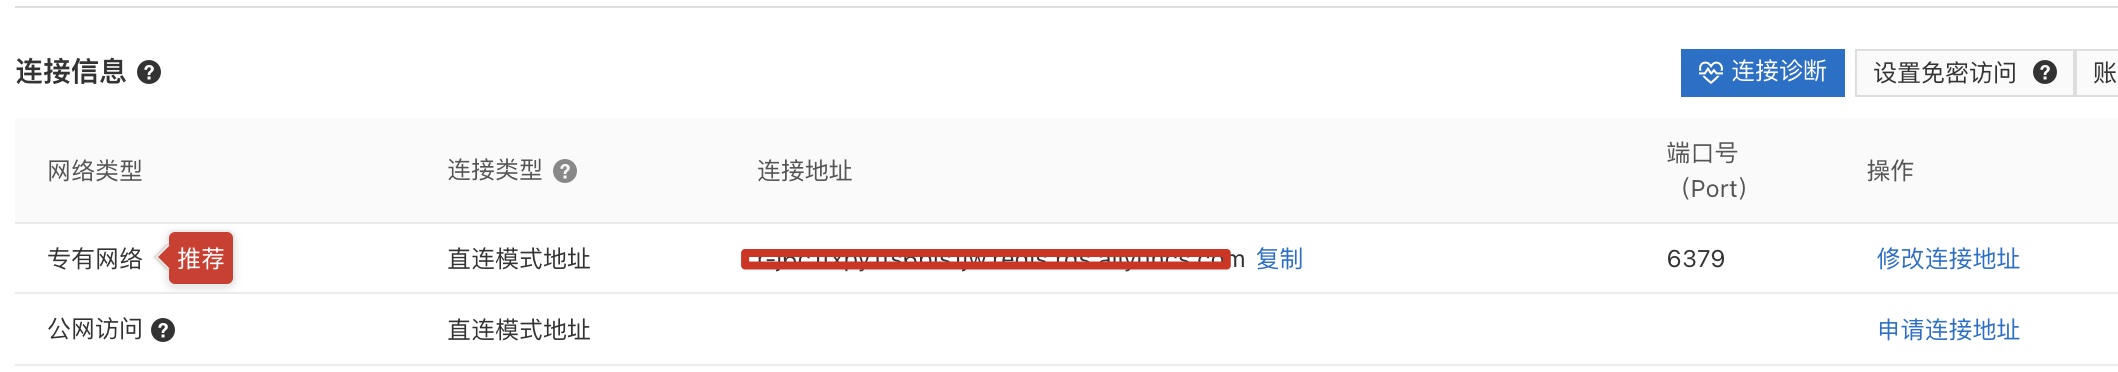 连接信息
连接诊断
设置免密访问
账
网络类型
连接类型
连接地址
端口号
（Port）
操作
专有网络
推荐
直连模式地址
复制
6379
修改连接地址
公网访问
直连模式地址
申请连接地址